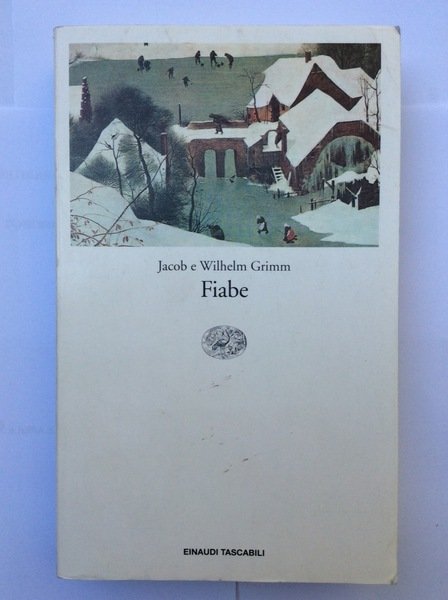 Jacob e Wilhelm Grimm
Fiabe
EINAUDI TASCABILI